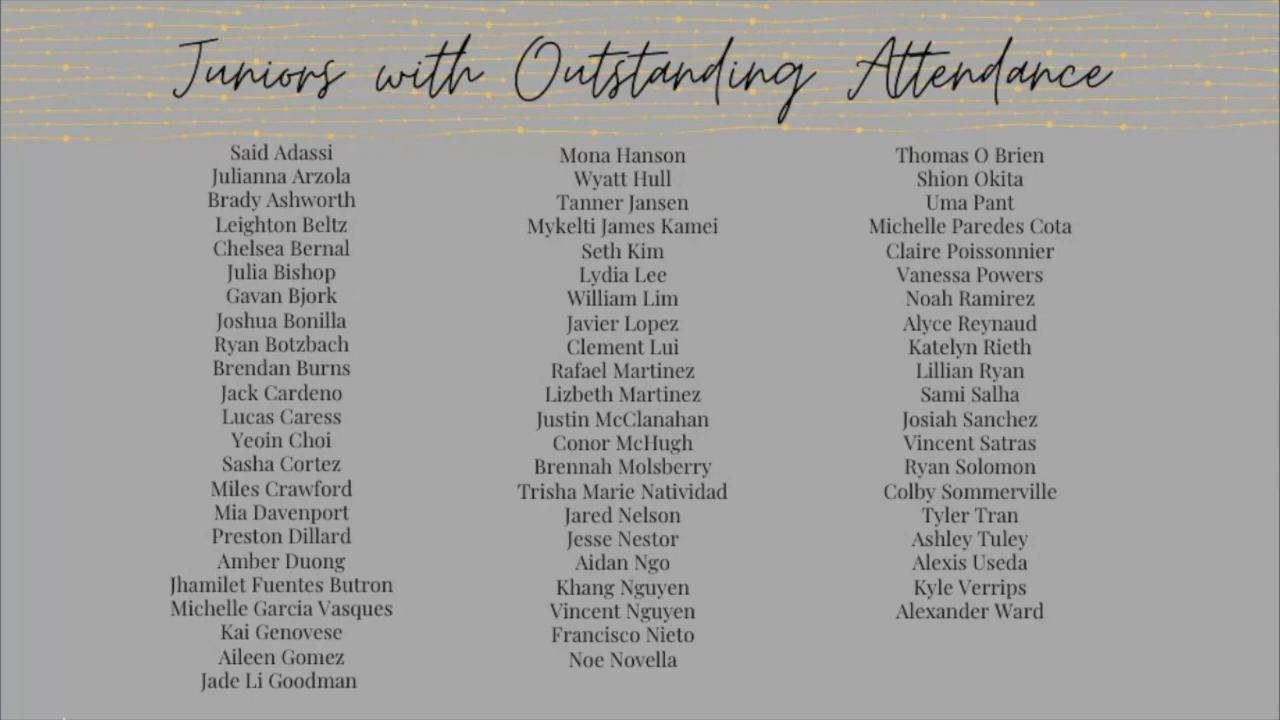 Juniors with Outstanding Attendance
Said Adassi
Julianna Arzola
Brady Ashworth
Leighton Beltz
Chelsea Bernal
Julia Bishop
Gavan Bjork
Joshua Bonilla
Ryan Botzbach
Brendan Burns
Jack Cardeno
Lucas Caress
Yeoin Choi
Sasha Cortez
Miles Crawford
Mia Davenport
Preston Dillard
Amber Duong
Jhamilet Fuentes Butron
Michelle Garcia Vasques
Kai Genovese
Aileen Gomez
Jade Li Goodman
Mona Hanson
Wyatt Hull
Tanner Jansen
Mykelti James Kamei
Seth Kim
Lydia Lee
William Lim
Javier Lopez
Clement Lui
Rafael Martinez
Lizbeth Martinez
Justin McClanahan
Conor McHugh
Brennah Molsberry
Trisha Marie Natividad
Jared Nelson
Jesse Nestor
Aidan Ngo
Khang Nguyen
Vincent Nguyen
Francisco Nieto
Noe Novella
Thomas O Brien
Shion Okita
Uma Pant
Michelle Paredes Cota
Claire Poissonnier
Vanessa Powers
Noah Ramirez
Alyce Reynaud
Katelyn Rieth
Lillian Ryan
Sami Salha
Josiah Sanchez
Vincent Satras
Ryan Solomon
Colby Sommerville
Tyler Tran
Ashley Tuley
Alexis Useda
Kyle Verrips
Alexander Ward